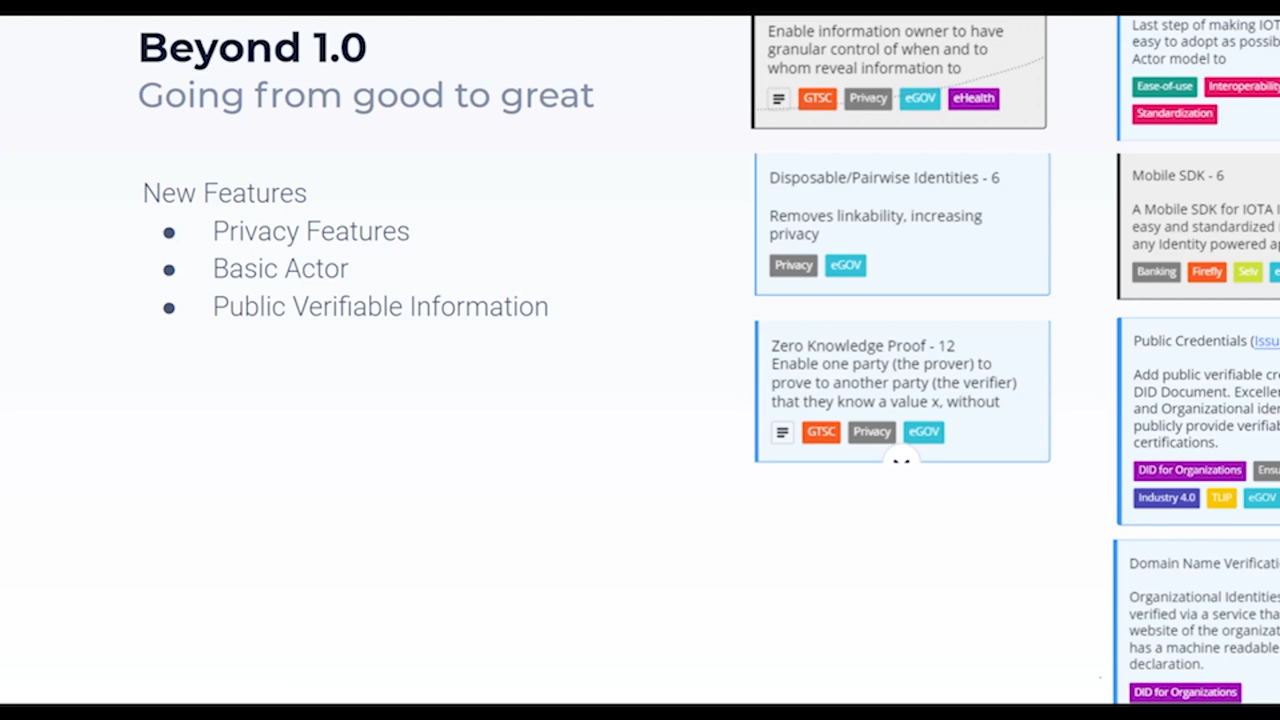 Beyond 1.0
Going from good to great
New Features
Privacy Features
Basic Actor
Public Verifiable Information
Enable information owner to have
granular control of when and to
whom reveal information to
GTSC Privacy eGOV eHealth
Disposable/Pairwise Identities - 6
Removes linkability, increasing
privacy
Privacy eGOV
Zero Knowledge Proof - 12
Enable one party (the prover) to
prove to another party (the verifier)
that they know a value x, without
GTSC Privacy eGOV
Last step of making IOT
easy to adopt as possib
Actor model to
Ease-of-use Interoperability
Standardization
Mobile SDK - 6
A Mobile SDK for IOTA I
easy and standardized
any Identity powered ap
Banking Firefly Selv
Public Credentials (Issu
Add public verifiable cr
DID Document. Excelle
and Organizational ide
publicly provide verifia
certifications.
DID for Organizations Ensu
Industry 4.0 TLIP eGOV
Domain Name Verificati
Organizational Identitie
verified via a service tha
website of the organizat
has a machine readable
declaration.
DID for Organizations